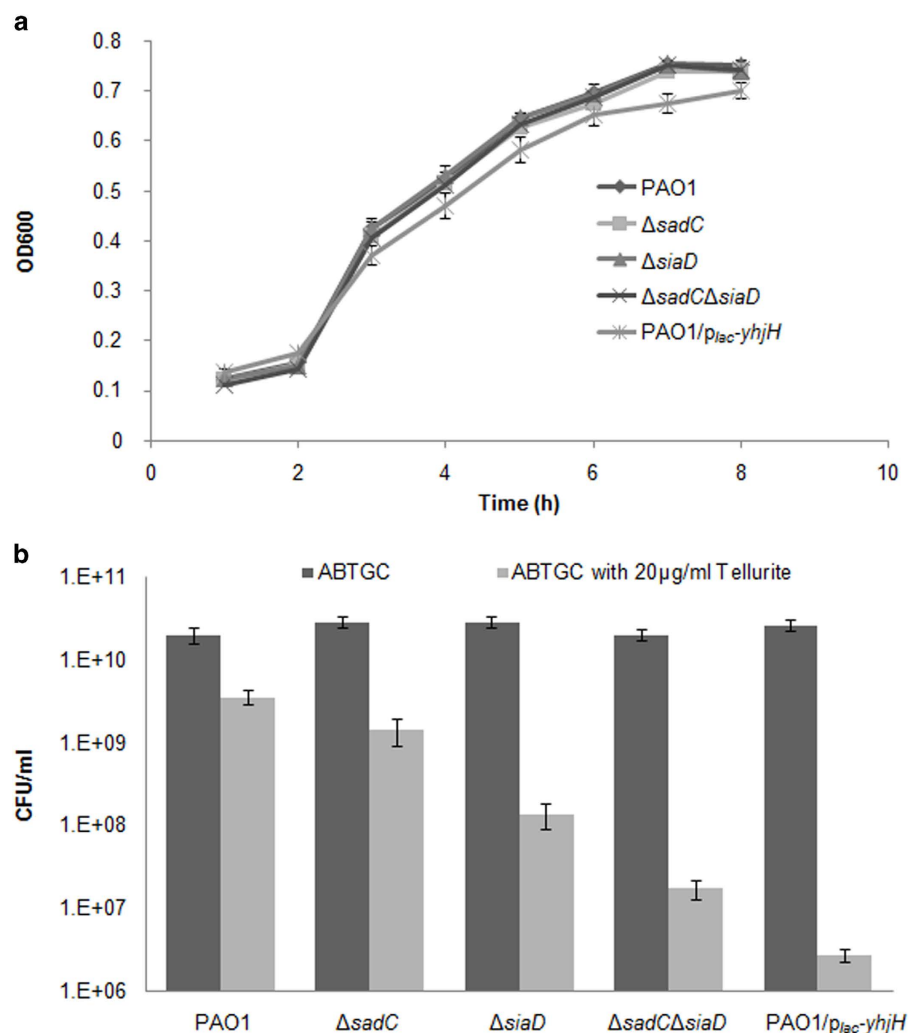 a
0.8
0.7
0.6
0.5
0.4
0.3
0.2
0.1
0
OD600
PAO1
ΔsadC
ΔsiaD
ΔsadCΔsiaD
PAO1/plac-yhjH
0 2 4 6 8 10
Time (h)
b
ABTGC ABTGC with 20µg/ml Tellurite
1.E+11
1.E+10
1.E+09
1.E+08
1.E+07
1.E+06
CFU/ml
PAO1 ΔsadC ΔsiaD ΔsadCΔsiaD PAO1/plac-yhjH